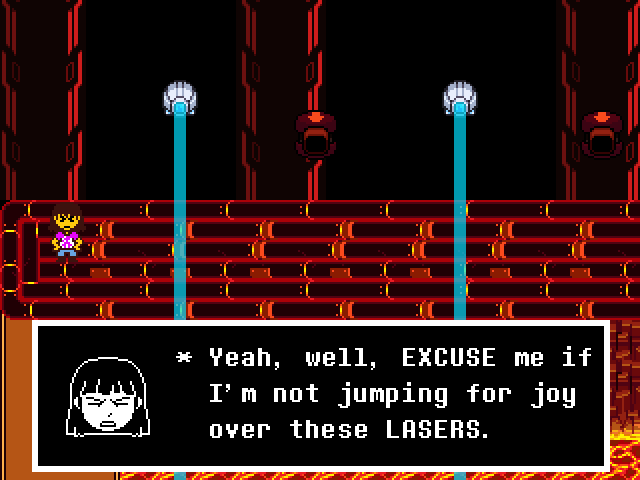 * Yeah, well, EXCUSE me if
I'm not jumping for joy
over these LASERS.